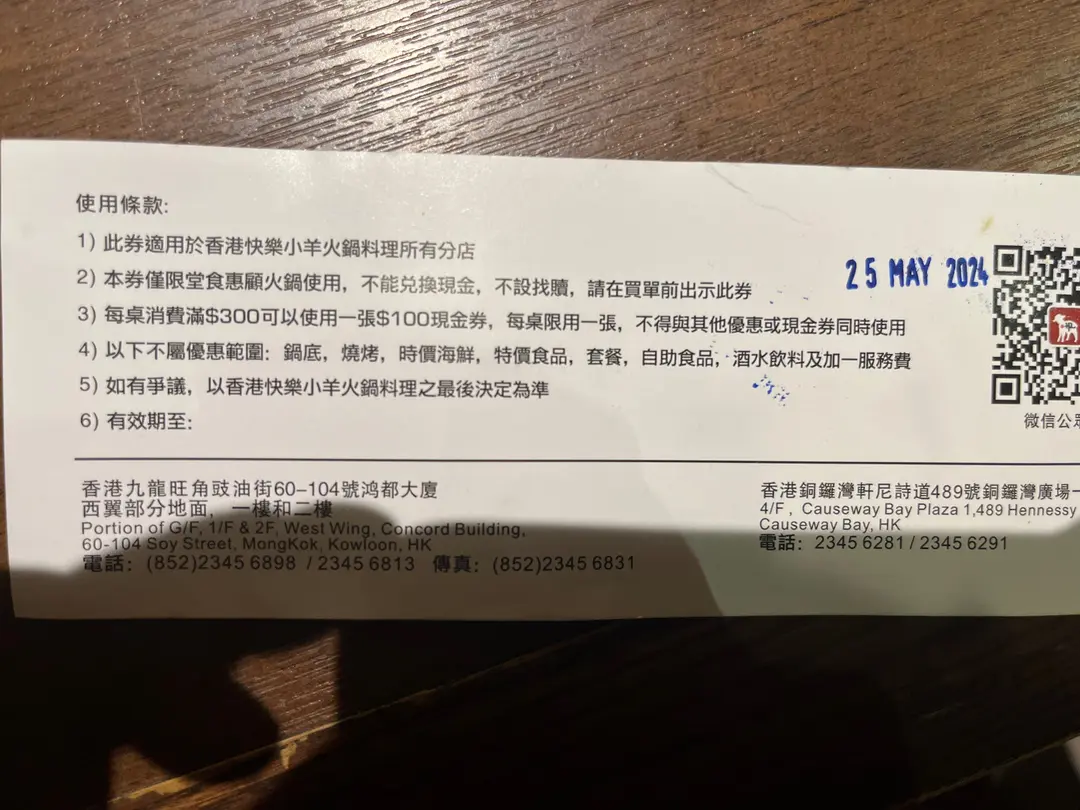 使用條款:
1) 此券適用於香港快樂小羊火鍋料理所有分店
2) 本券僅限堂食惠顧火鍋使用，不能兌換現金，不設找贖，請在買單前出示此券
3) 每桌消費滿$300可以使用一張$100現金券，每桌限用一張，不得與其他優惠或現金券同時使用
4) 以下不屬優惠範圍：鍋底，燒烤，時價海鮮，特價食品，套餐，自助食品，酒水飲料及加一服務費
5) 如有爭議，以香港快樂小羊火鍋料理之最後決定為準
6) 有效期至:
25 MAY 2024
微信公眾
香港九龍旺角豉油街60-104號鸿都大廈
西翼部分地面，一樓和二樓
Portion of G/F, 1/F & 2F, West Wing, Concord Building,
60-104 Soy Street, MongKok, Kowloon, HK
電話：(852)2345 6898 / 2345 6813 傳真：(852)2345 6831
香港銅鑼灣軒尼詩道489號銅鑼灣廣場一
4/F , Causeway Bay Plaza 1,489 Hennessy
Causeway Bay, HK
電話：2345 6281 / 2345 6291